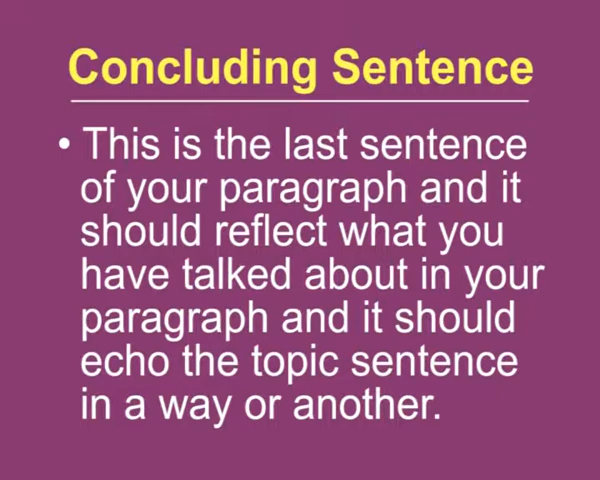 Concluding Sentence
• This is the last sentence
of your paragraph and it
should reflect what you
have talked about in your
paragraph and it should
echo the topic sentence
in a way or another.